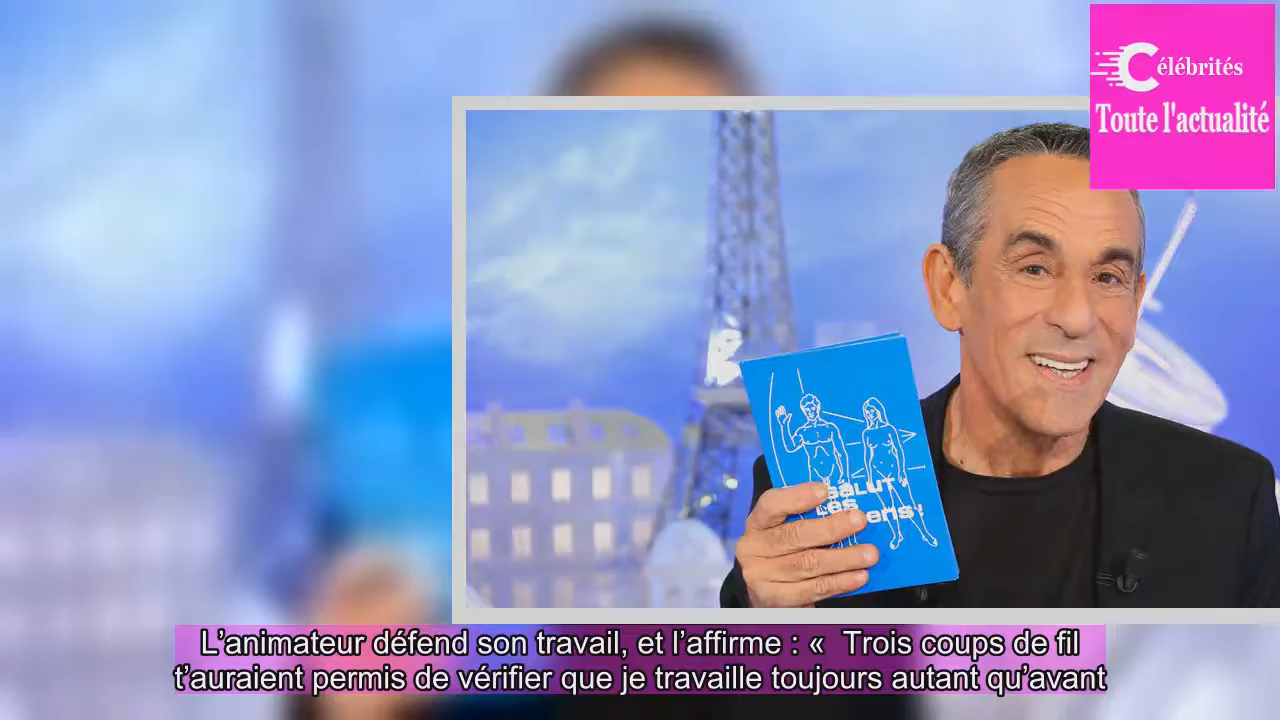 Célébrités
Toute l'actualité
SALUT
LES
ENS!
L’animateur défend son travail, et l’affirme : «  Trois coups de fil
t’auraient permis de vérifier que je travaille toujours autant qu’avant